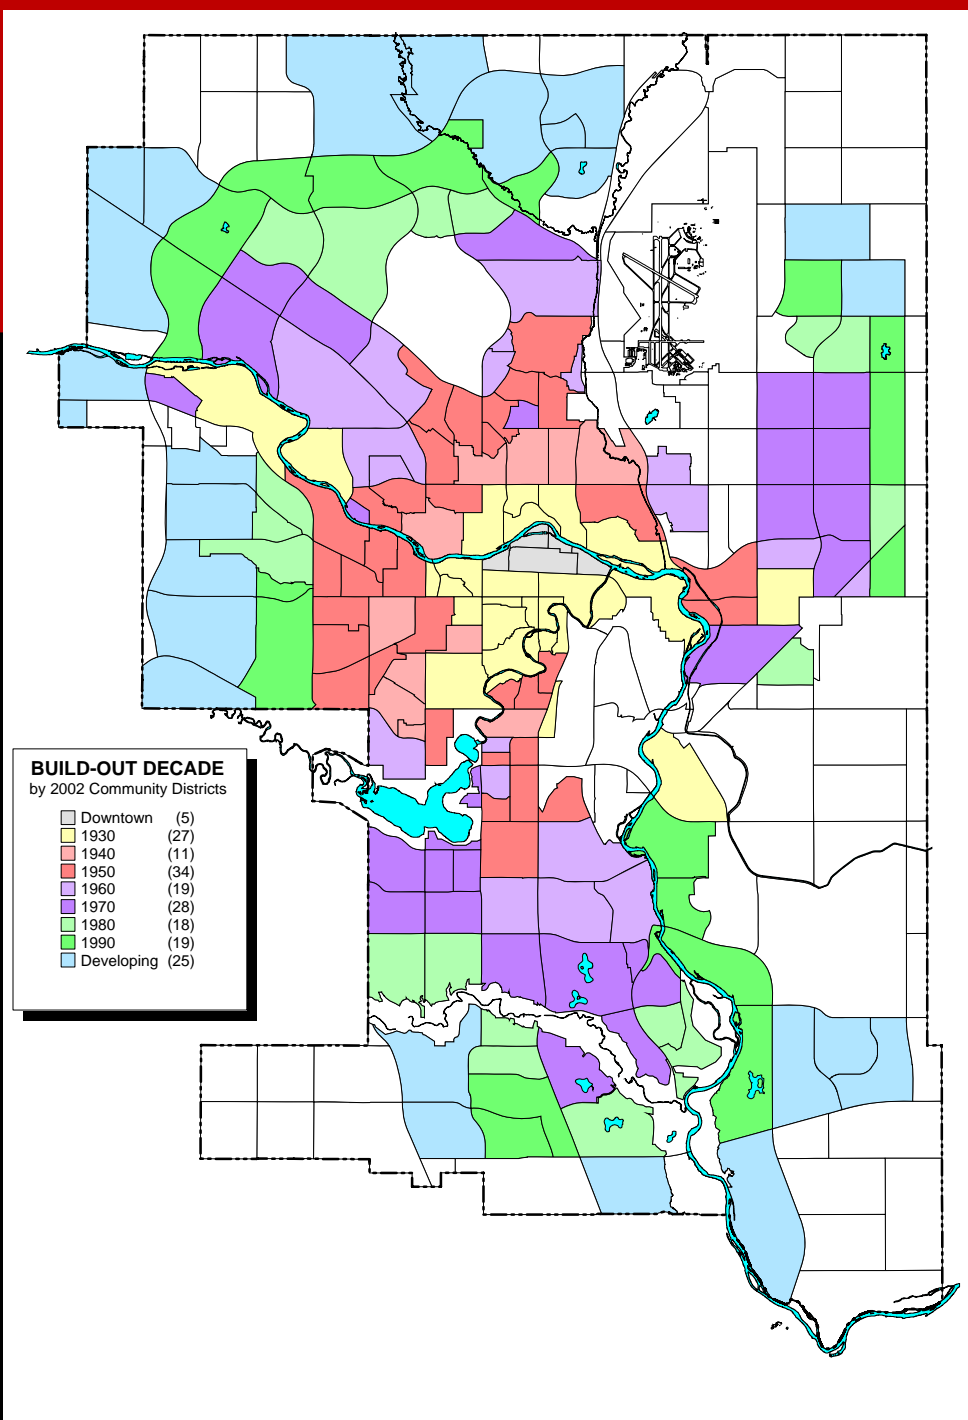 BUILD-OUT DECADE
by 2002 Community Districts
Downtown (5)
1930 (27)
1940 (11)
1950 (34)
1960 (19)
1970 (28)
1980 (18)
1990 (19)
Developing (25)